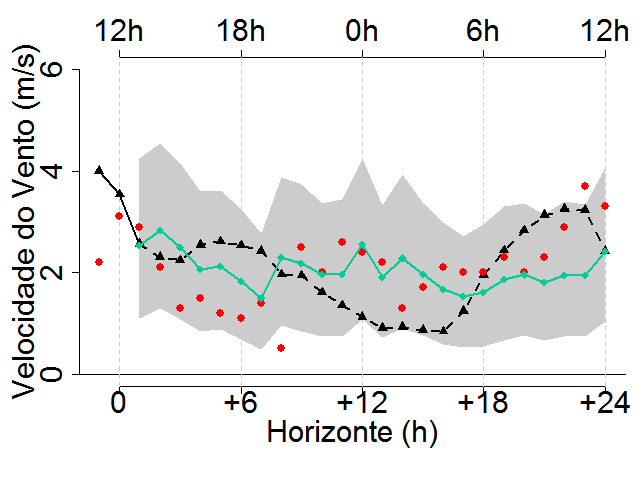 12h 18h 0h 6h 12h
Velocidade do Vento (m/s)
6
4
2
0
0 +6 +12 +18 +24
Horizonte (h)